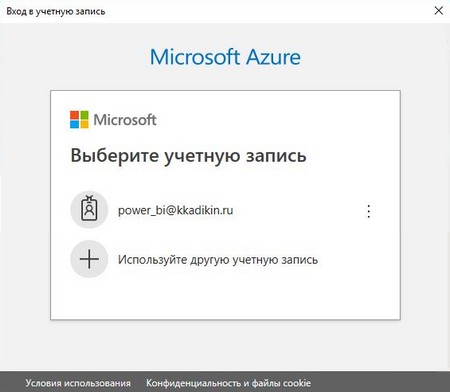 Вход в учетную запись
Microsoft Azure
Microsoft
Выберите учетную запись
power_bi@kkadikin.ru
Используйте другую учетную запись
Условия использования Конфиденциальность и файлы cookie